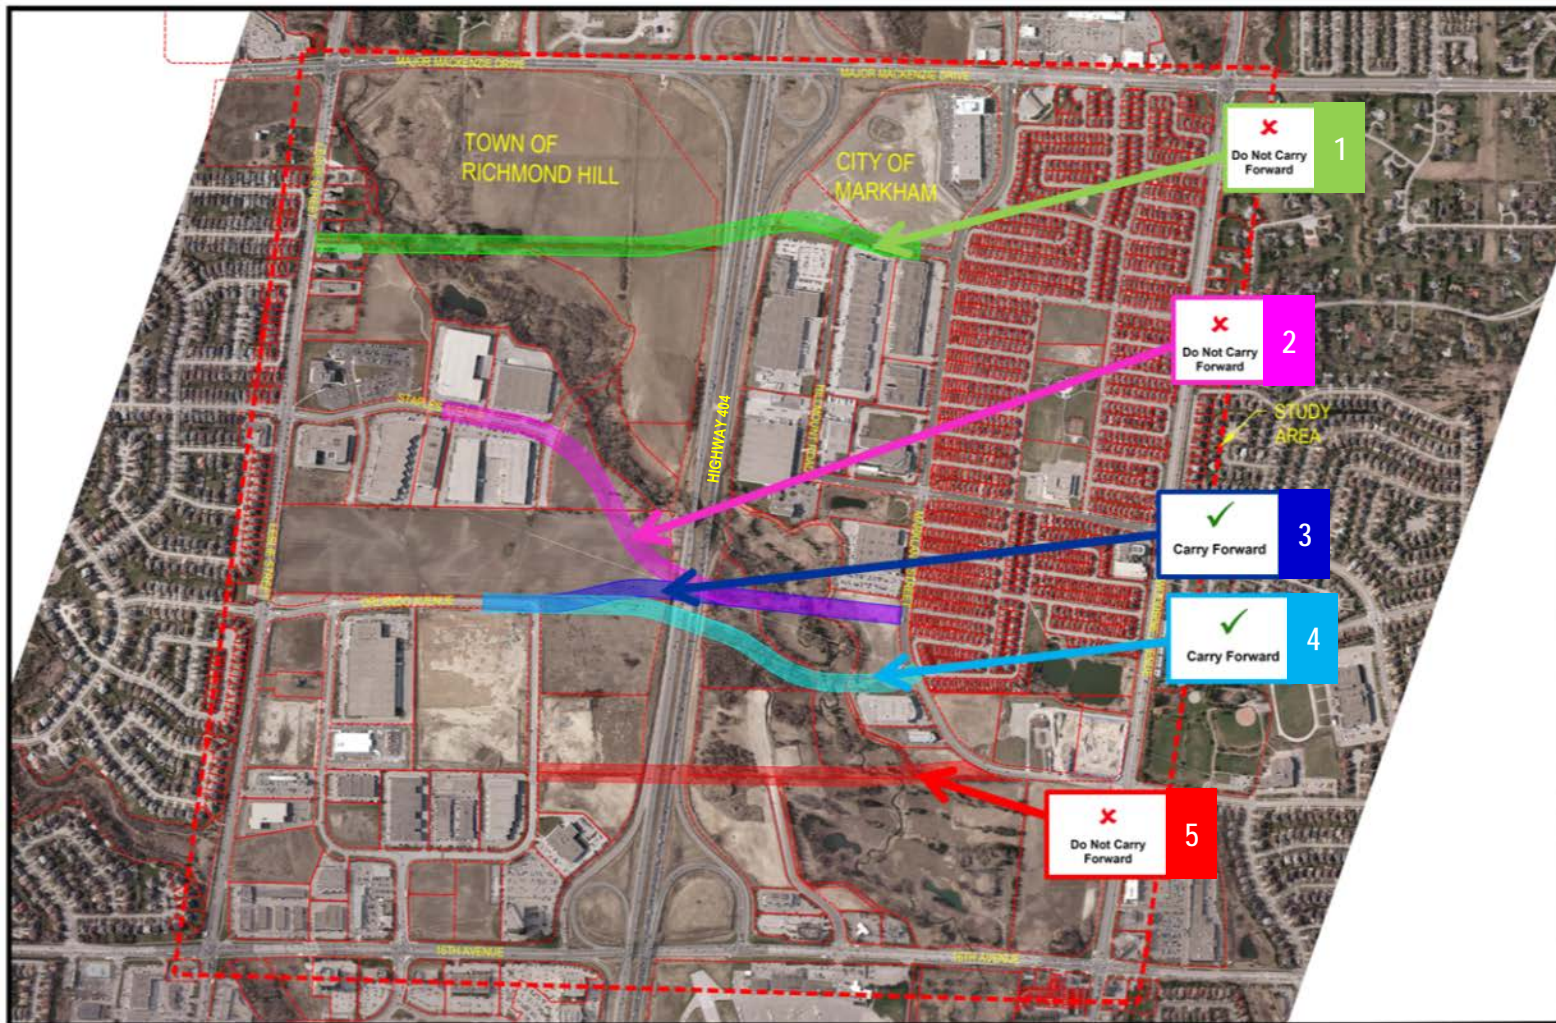 MAJOR MACKENZIE DRIVE
MAJOR MACKENZIE DRIVE
TOWN OF
RICHMOND HILL
CITY OF
MARKHAM
Do Not Carry
Forward
1
Do Not Carry
Forward
2
HIGHWAY 404
STUDY
AREA
Carry Forward
3
Carry Forward
4
Do Not Carry
Forward
5
16TH AVENUE
16TH AVENUE